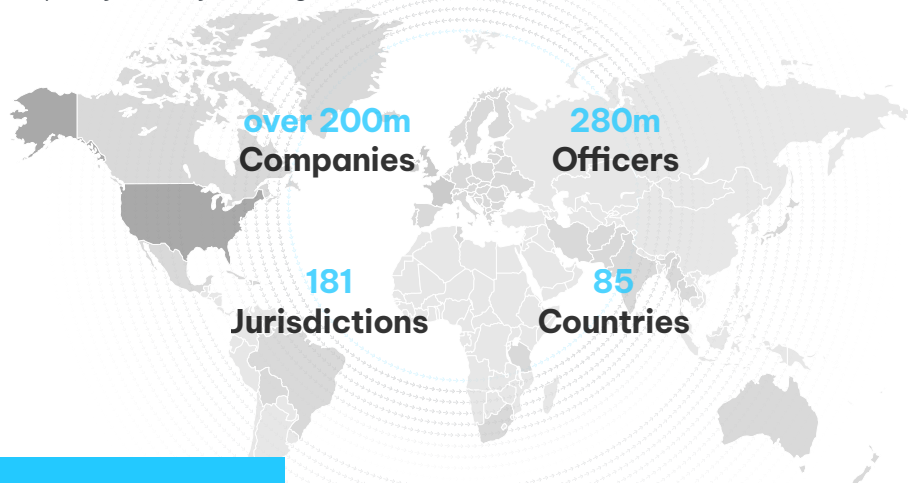 over 200m
Companies
280m
Officers
181
Jurisdictions
85
Countries